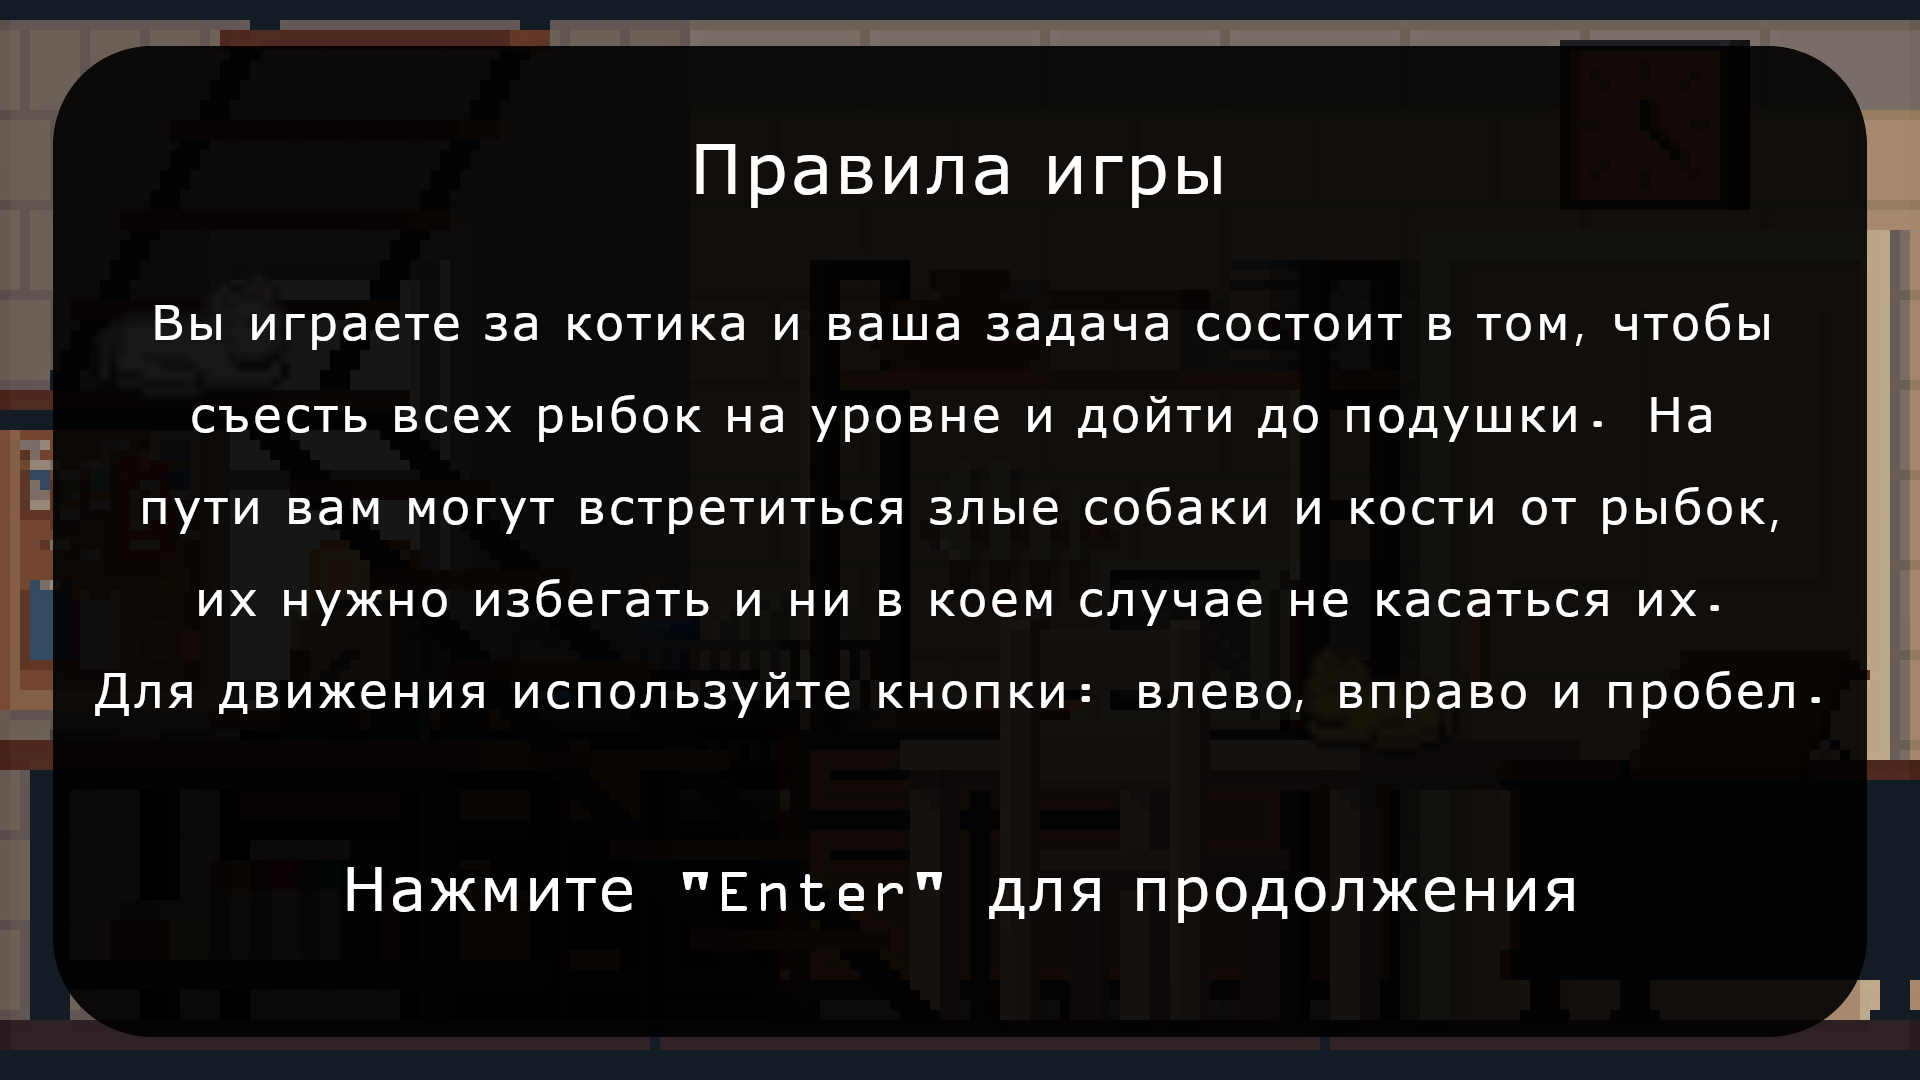 Правила игры
Вы играете за котика и ваша задача состоит в том, чтобы
съесть всех рыбок на уровне и дойти до подушки. На
пути вам могут встретиться злые собаки и кости от рыбок,
их нужно избегать и ни в коем случае не касаться их.
Для движения используйте кнопки: влево, вправо и пробел.
Нажмите "Enter" для продолжения